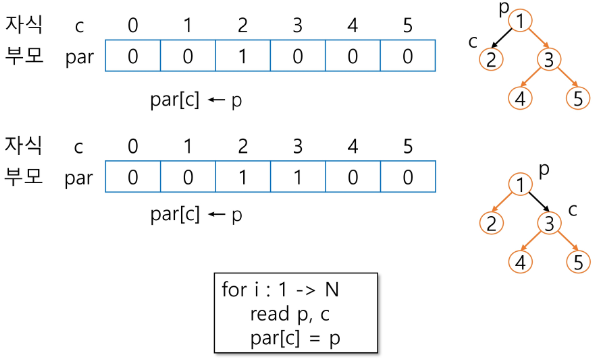 자식 c 0 1 2 3 4 5
부모 par 0 0 1 0 0 0
par[c] ← p
p
1
c
2 3
4 5
자식 c 0 1 2 3 4 5
부모 par 0 0 1 1 0 0
par[c] ← p
p
1
c
2 3
4 5
for i : 1 -> N
read p, c
par[c] = p